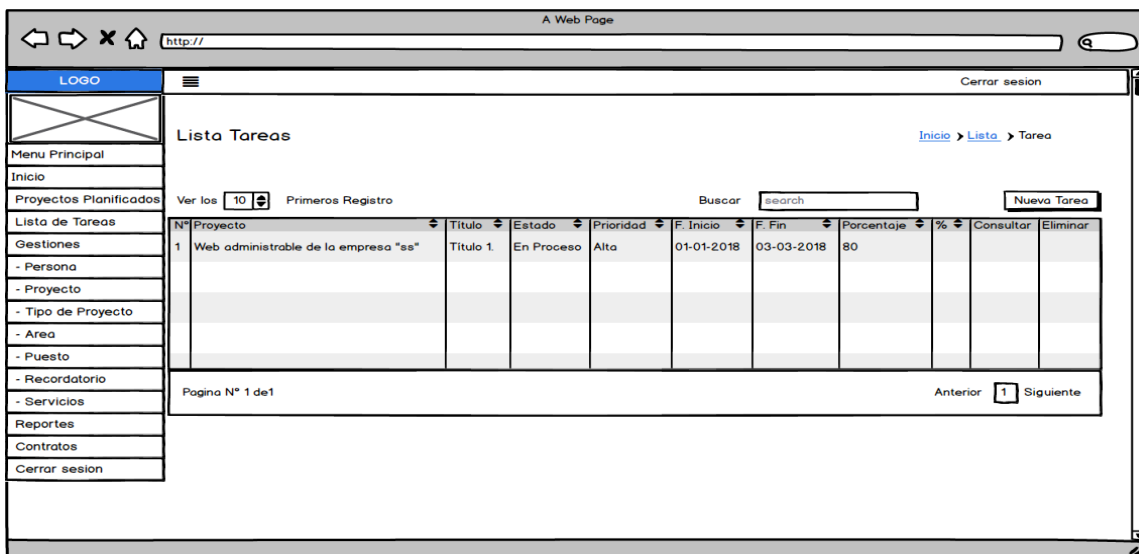 A Web Page
http://
LOGO
Cerrar sesion
Lista Tareas
Inicio > Lista > Tarea
Menu Principal
Inicio
Proyectos Planificados
Lista de Tareas
Gestiones
- Persona
- Proyecto
- Tipo de Proyecto
- Area
- Puesto
- Recordatorio
- Servicios
Reportes
Contratos
Cerrar sesion
Ver los 10 Primeros Registro Buscar search Nueva Tarea
N° Proyecto Título Estado Prioridad F. Inicio F. Fin Porcentaje % Consultar Eliminar
1 Web administrable de la empresa "ss" Título 1. En Proceso Alta 01-01-2018 03-03-2018 80
Pagina N° 1 de1 Anterior 1 Siguiente